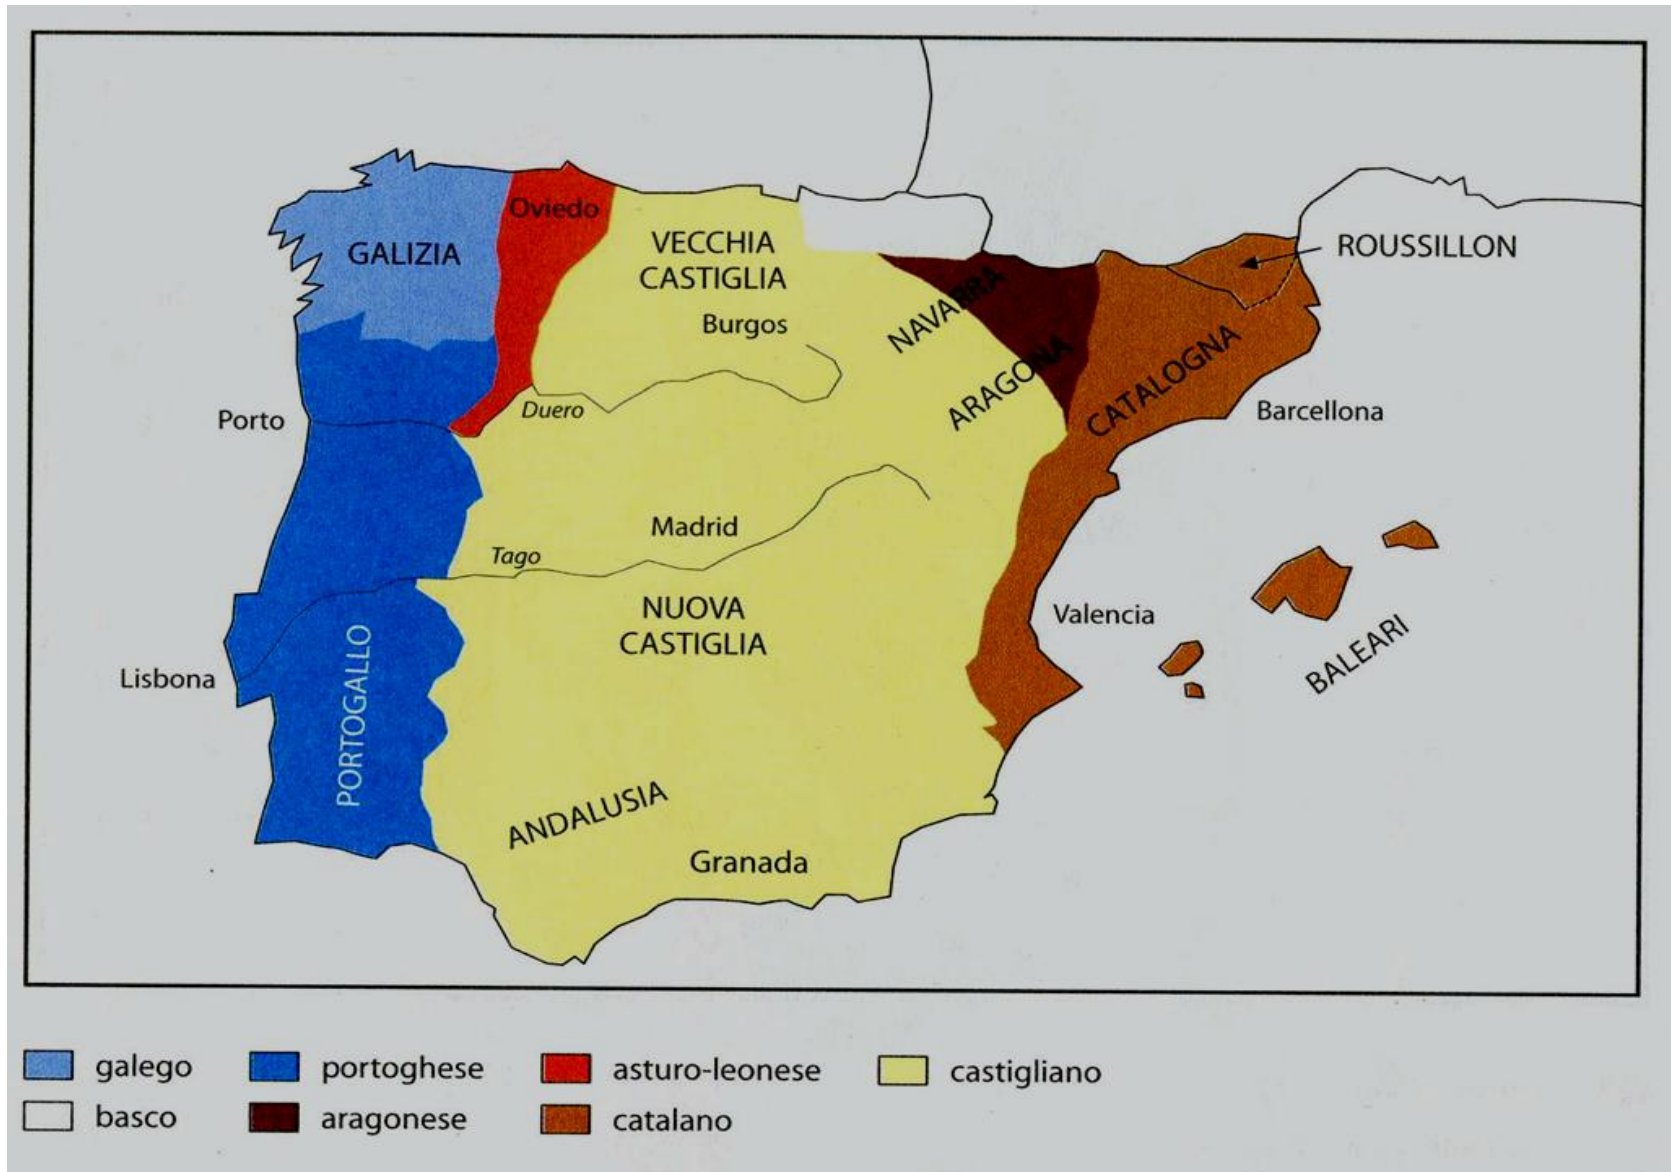 Oviedo
GALIZIA
VECCHIA
CASTIGLIA
ROUSSILLON
Burgos
NAVARRA
ARAGONA
CATALOGNA
Porto
Duero
Barcellona
Madrid
Tago
NUOVA
CASTIGLIA
Valencia
BALEARI
Lisbona
PORTOGALLO
ANDALUSIA
Granada
galego
portoghese
asturo-leonese
castigliano
basco
aragonese
catalano